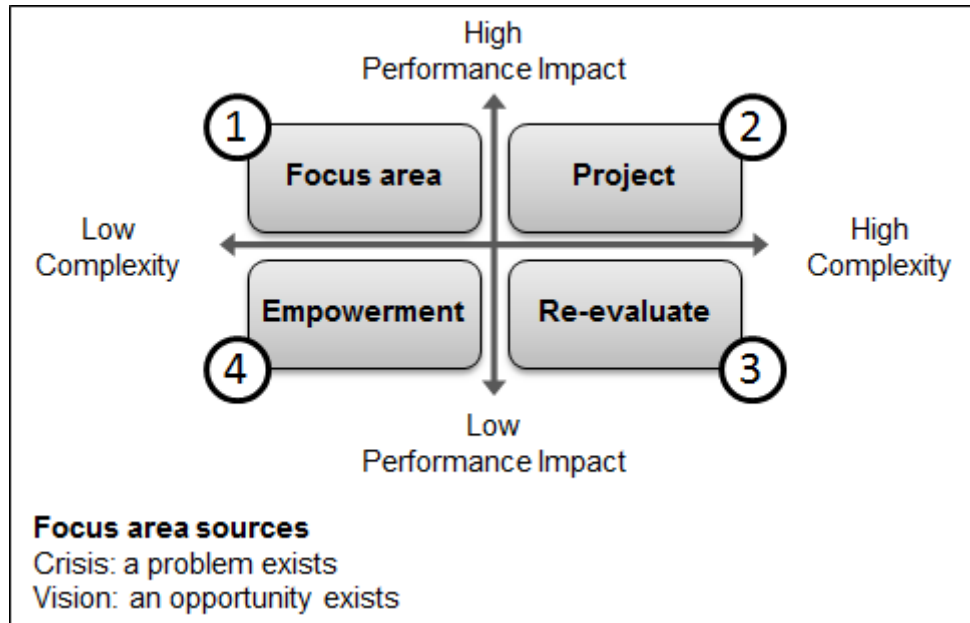 High
Performance Impact
1
2
Focus area
Project
Low
Complexity
High
Complexity
Empowerment
Re-evaluate
4
3
Low
Performance Impact
Focus area sources
Crisis: a problem exists
Vision: an opportunity exists